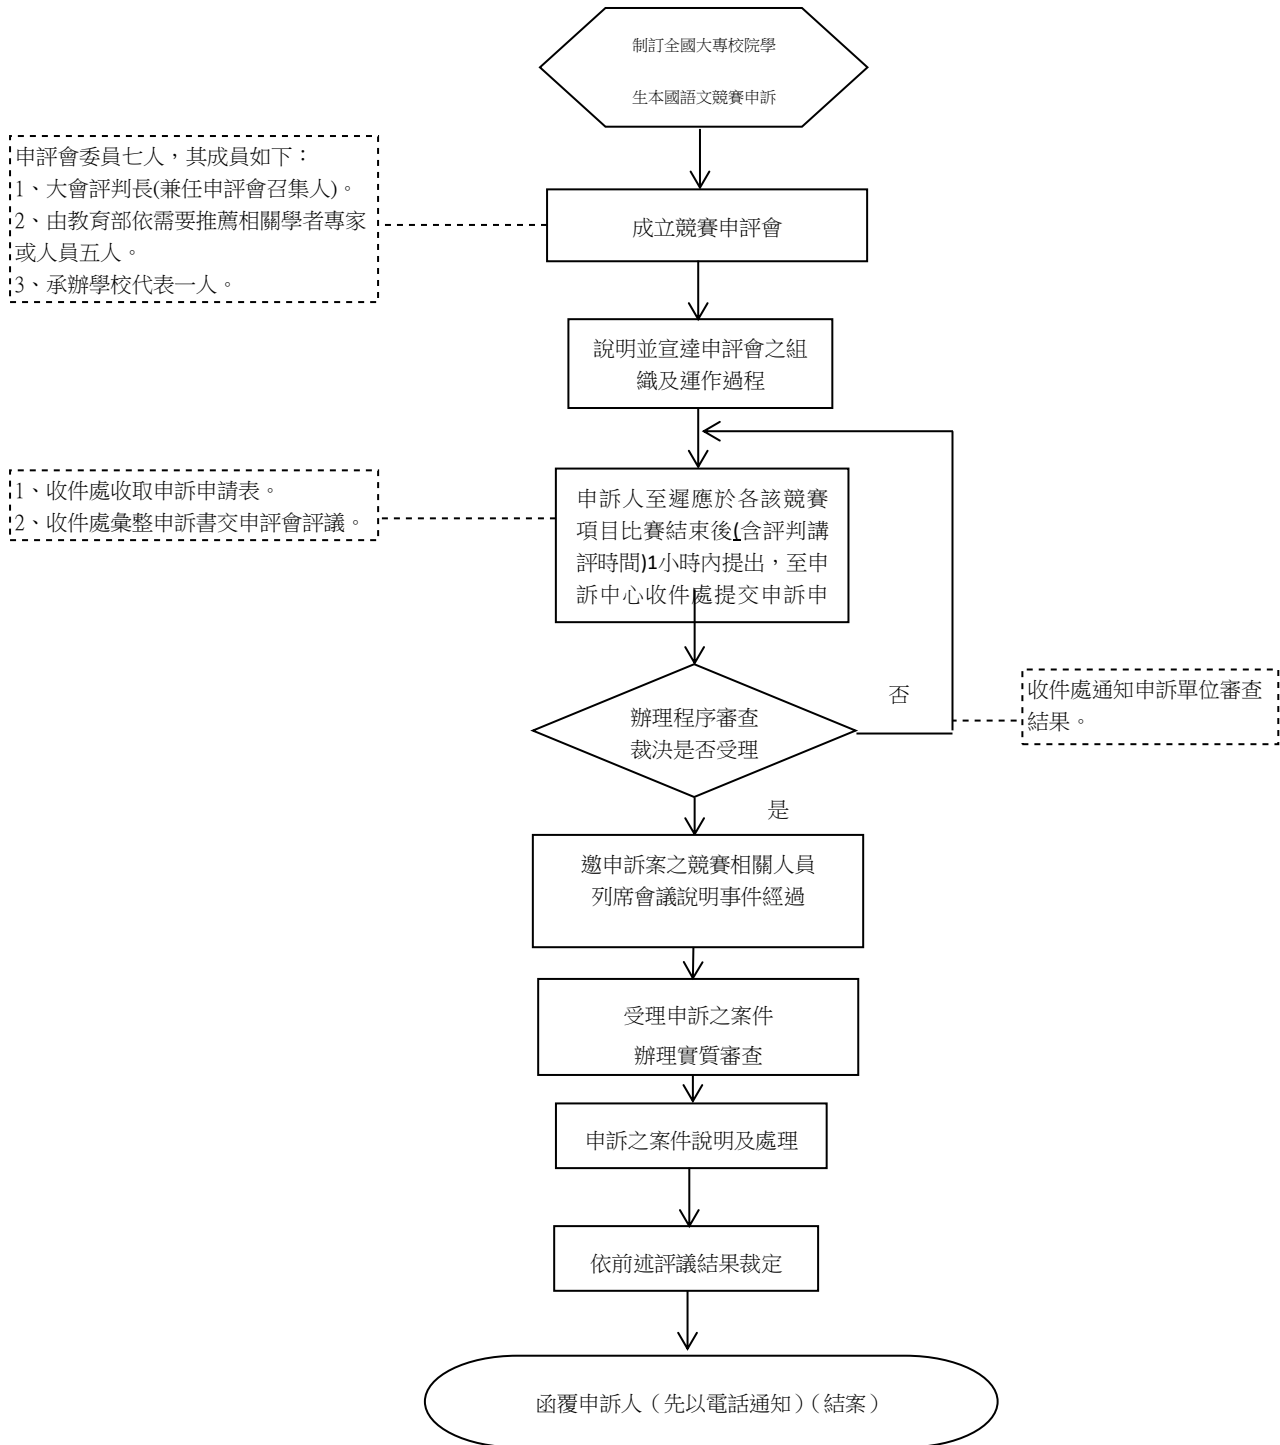 制訂全國大專校院學
生本國語文競賽申訴
申評會委員七人，其成員如下：
1、大會評判長(兼任申評會召集人)。
2、由教育部依需要推薦相關學者專家
或人員五人。
3、承辦學校代表一人。
成立競賽申評會
說明並宣達申評會之組
織及運作過程
1、收件處收取申訴申請表。
2、收件處彙整申訴書交申評會評議。
申訴人至遲應於各該競賽
項目比賽結束後(含評判講
評時間)1小時內提出，至申
訴中心收件處提交申訴申
否
收件處通知申訴單位審查
結果。
辦理程序審查
裁決是否受理
是
邀申訴案之競賽相關人員
列席會議說明事件經過
受理申訴之案件
辦理實質審查
申訴之案件說明及處理
依前述評議結果裁定
函覆申訴人（先以電話通知）（結案）